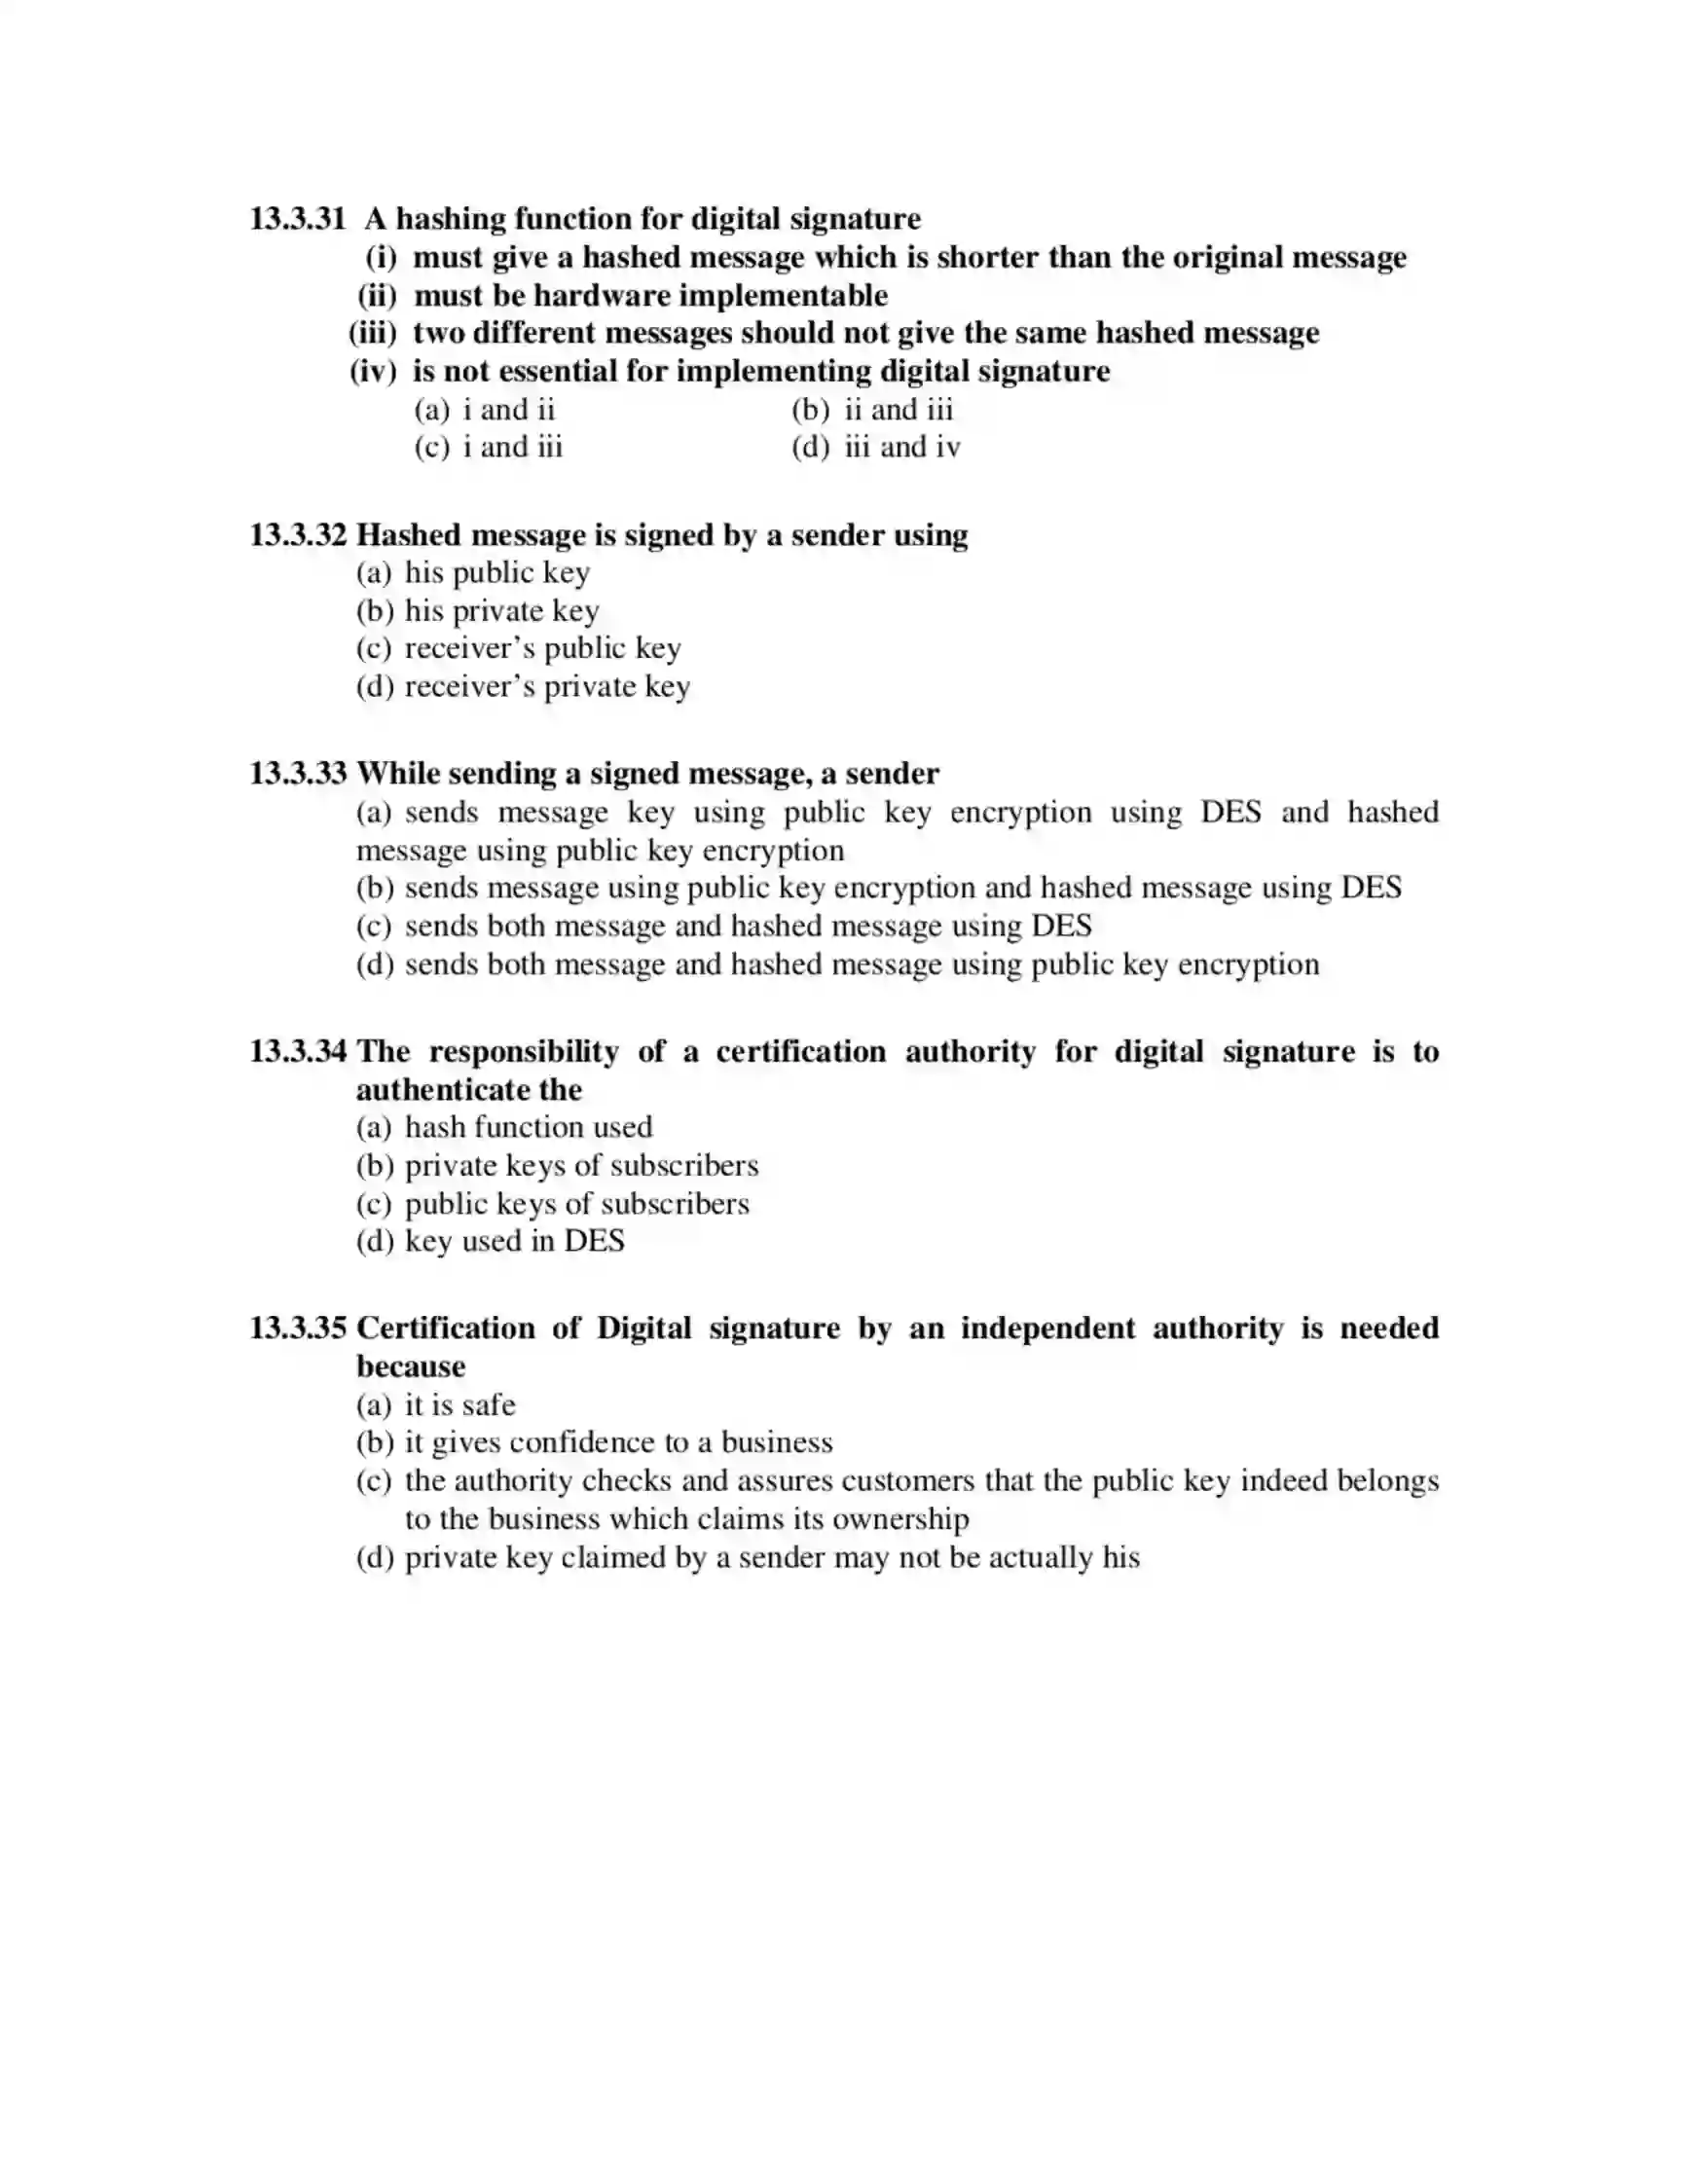 13.3.31 A hashing function for digital signature
(i) must give a hashed message which is shorter than the original message
(ii) must be hardware implementable
(iii) two different messages should not give the same hashed message
(iv) is not essential for implementing digital signature
(a) i and ii (b) ii and iii
(c) i and iii (d) iii and iv
13.3.32 Hashed message is signed by a sender using
(a) his public key
(b) his private key
(c) receiver’s public key
(d) receiver’s private key
13.3.33 While sending a signed message, a sender
(a) sends message key using public key encryption using DES and hashed
message using public key encryption
(b) sends message using public key encryption and hashed message using DES
(c) sends both message and hashed message using DES
(d) sends both message and hashed message using public key encryption
13.3.34 The responsibility of a certification authority for digital signature is to
authenticate the
(a) hash function used
(b) private keys of subscribers
(c) public keys of subscribers
(d) key used in DES
13.3.35 Certification of Digital signature by an independent authority is needed
because
(a) it is safe
(b) it gives confidence to a business
(c) the authority checks and assures customers that the public key indeed belongs
to the business which claims its ownership
(d) private key claimed by a sender may not be actually his